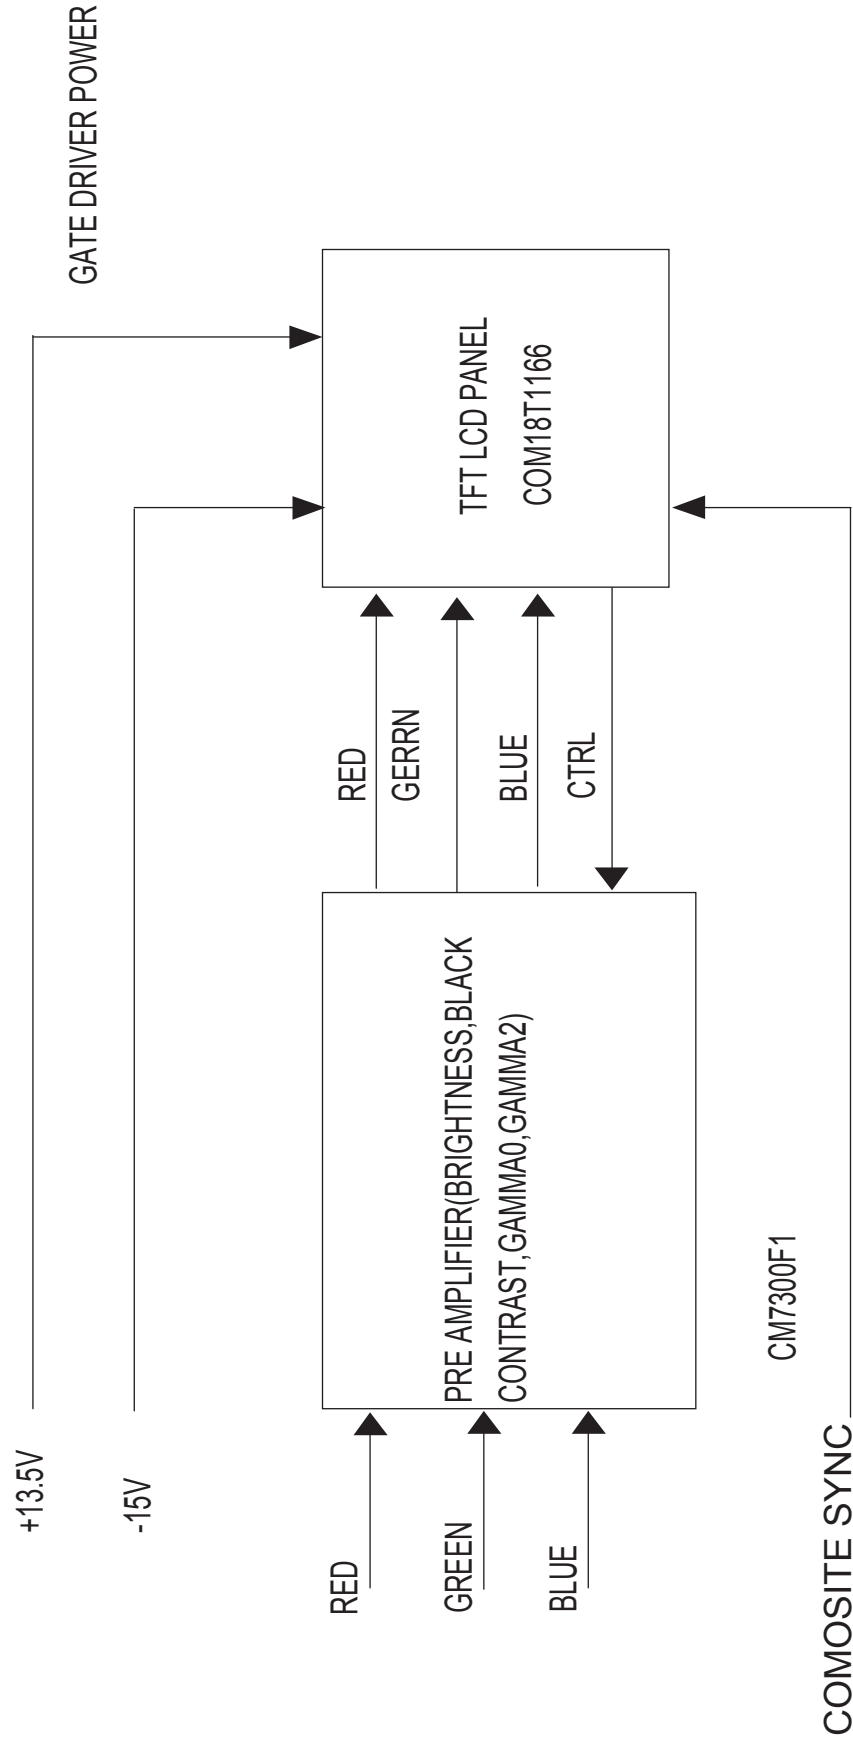 GATE DRIVER POWER
+13.5V
-15V
RED
GREEN
BLUE
PRE AMPLIFIER(BRIGHTNESS,BLACK
CONTRAST,GAMMA0,GAMMA2)
RED
GERRN
BLUE
CTRL
TFT LCD PANEL
COM18T1166
CM7300F1
COMOSITE SYNC